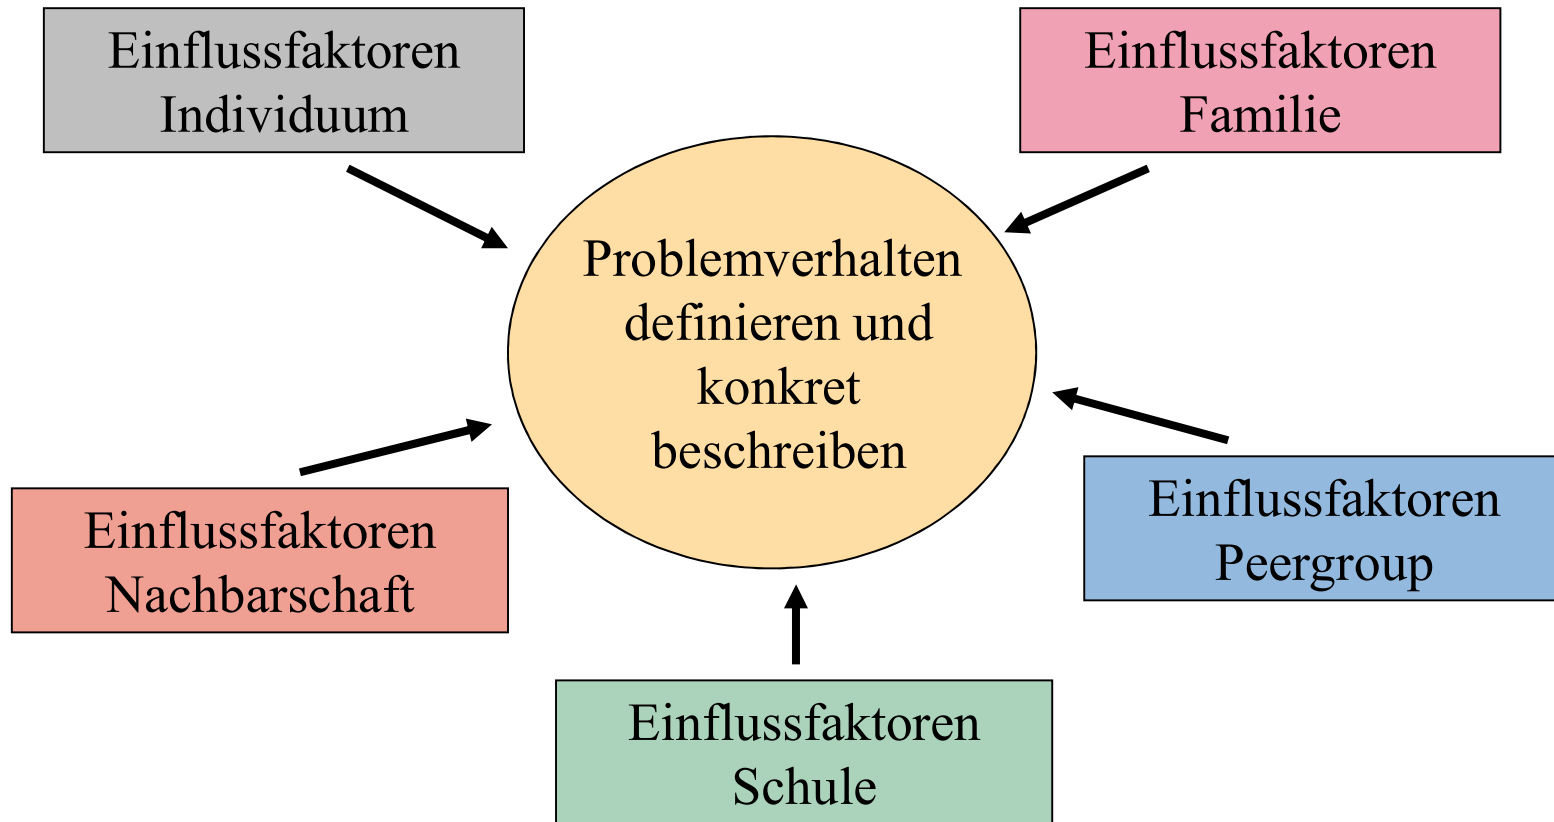 Einflussfaktoren
Individuum
Einflussfaktoren
Familie
Problemverhalten
definieren und
konkret
beschreiben
Einflussfaktoren
Nachbarschaft
Einflussfaktoren
Peergroup
Einflussfaktoren
Schule